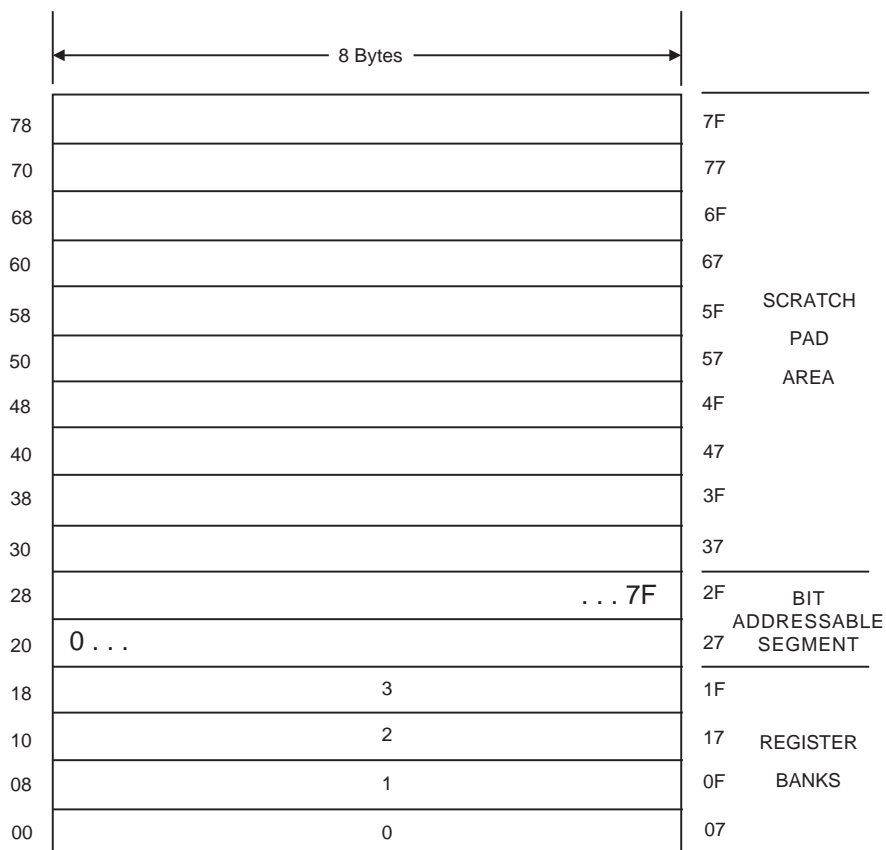 8 Bytes
78 7F
70 77
68 6F
60 67
58 5F SCRATCH
PAD
50 57
AREA
48 4F
40 47
38 3F
30 37
28 ...7F 2F BIT
ADDRESSABLE
20 0... 27 SEGMENT
18 3 1F
10 2 17 REGISTER
08 1 0F BANKS
00 0 07